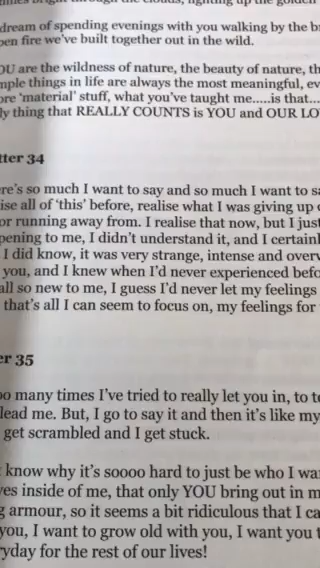 dream of spending evenings with you walking by the
pen fire we've built together out in the wild.
OU are the wildness of nature, the beauty of nature,
mple things in life are always the most meaningful,
ore 'material' stuff, what you've taught me.....is that....
ly thing that REALLY COUNTS is YOU and OUR LO
tter 34
re's so much I want to say and so much I want to
ise all of 'this' before, realise what I was giving up
or running away from. I realise that now, but I just
pening to me, I didn't understand it, and I certainl
I did know, it was very strange, intense and
you, and I knew when I'd never experienced befo
all so new to me, I guess I'd never let my feelings
that's all I can seem to focus on, my feelings for
er 35
oo many times I've tried to really let you in, to
lead me. But, I go to say it and then it's like my
get scrambled and I get stuck.
know why it's soooo hard to just be who I wa
ves inside of me, that only YOU bring out in m
g armour, so it seems a bit ridiculous that I ca
you, I want to grow old with you, I want you
ryday for the rest of our lives!